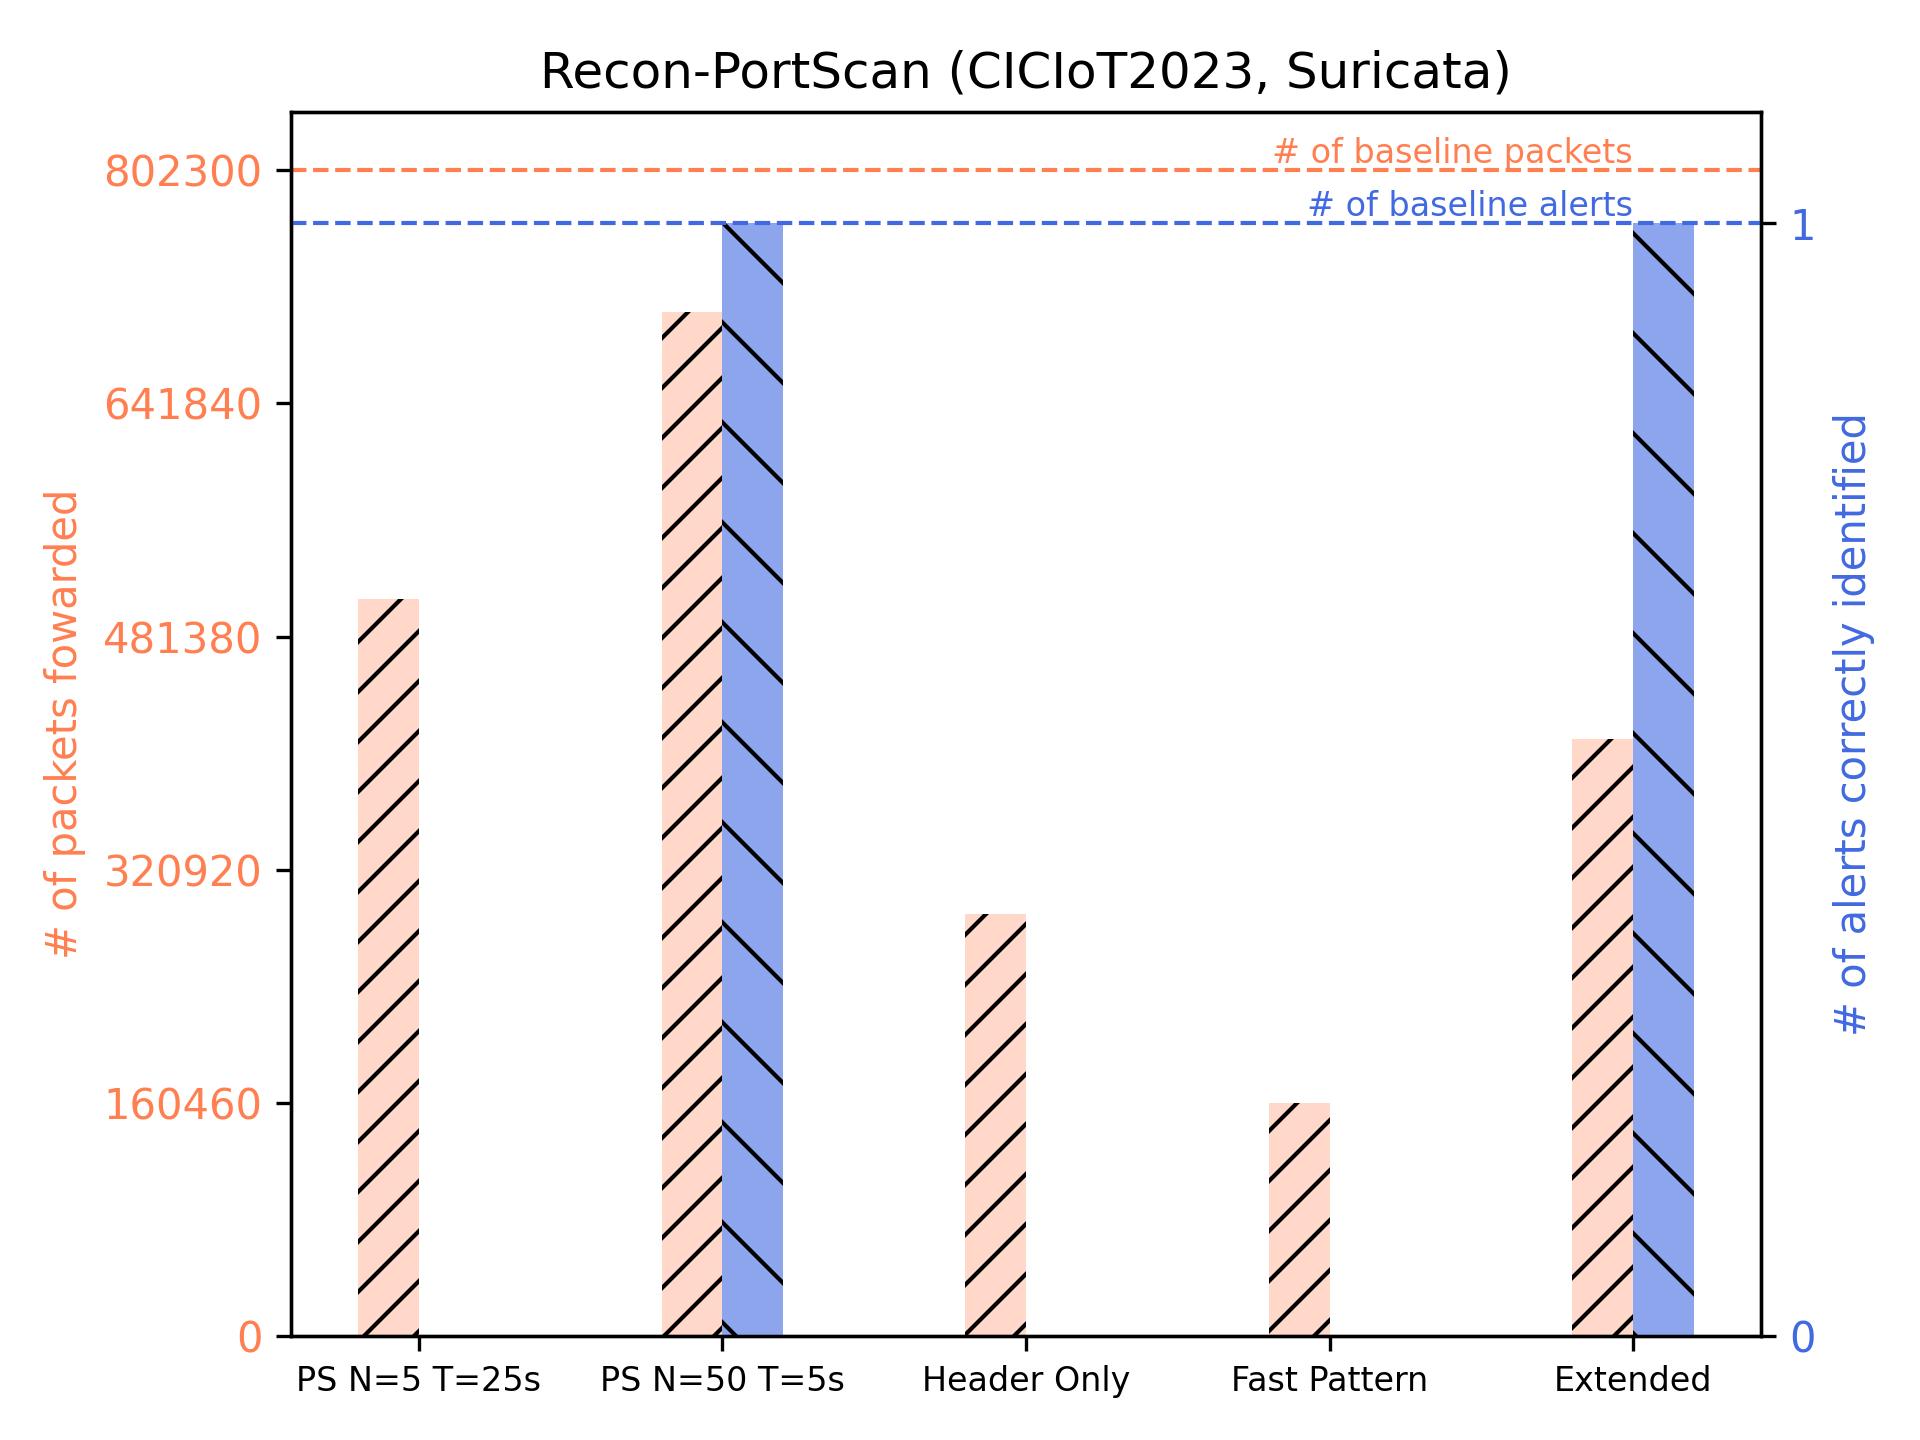 Recon-PortScan (CICIoT2023, Suricata)
# of baseline packets
# of baseline alerts
802300
641840
481380
320920
160460
0
# of packets fowarded
1
0
# of alerts correctly identified
PS N=5 T=25s
PS N=50 T=5s
Header Only
Fast Pattern
Extended